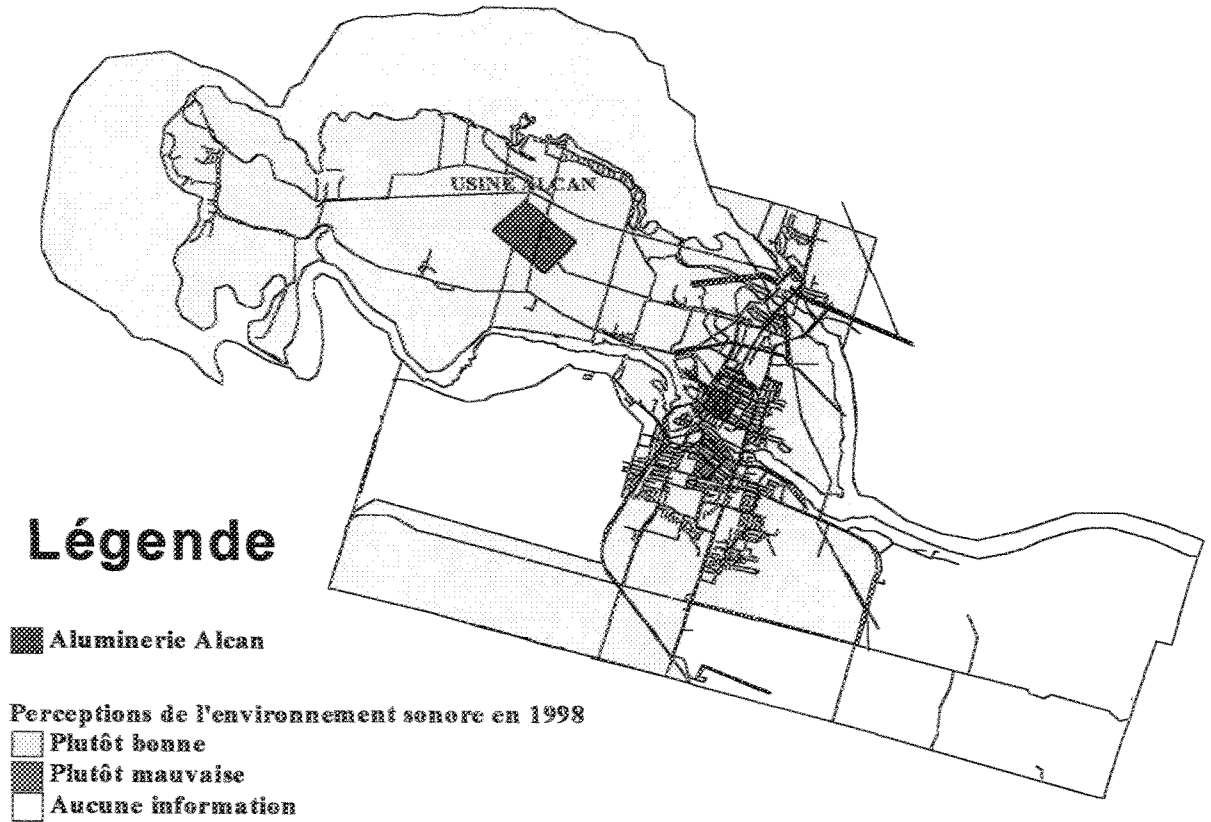 USINE ALCAN
Légende
Aluminerie Alcan
Perceptions de l'environnement sonore en 1998
Plutôt bonne
Plutôt mauvaise
Aucune information